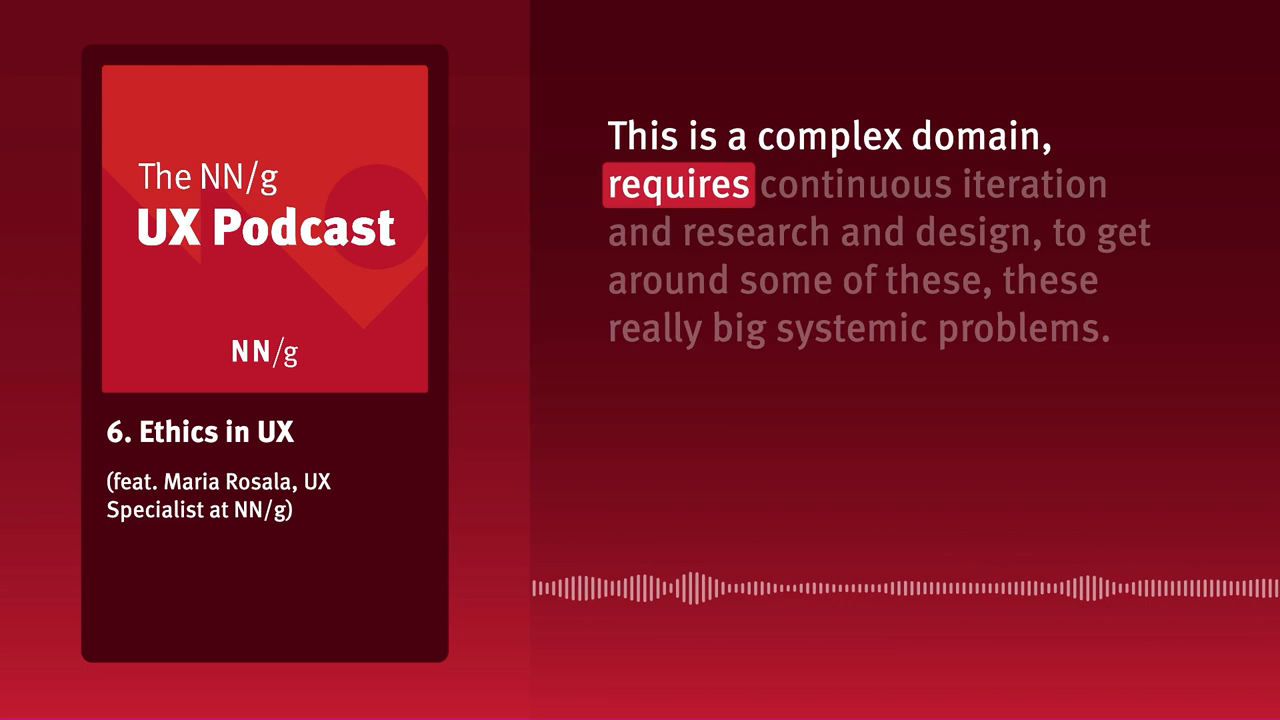 The NN/g
UX Podcast
NN/g
6. Ethics in UX
(feat. Maria Rosala, UX
Specialist at NN/g)
This is a complex domain,
requires continuous iteration
and research and design, to get
around some of these, these
really big systemic problems.